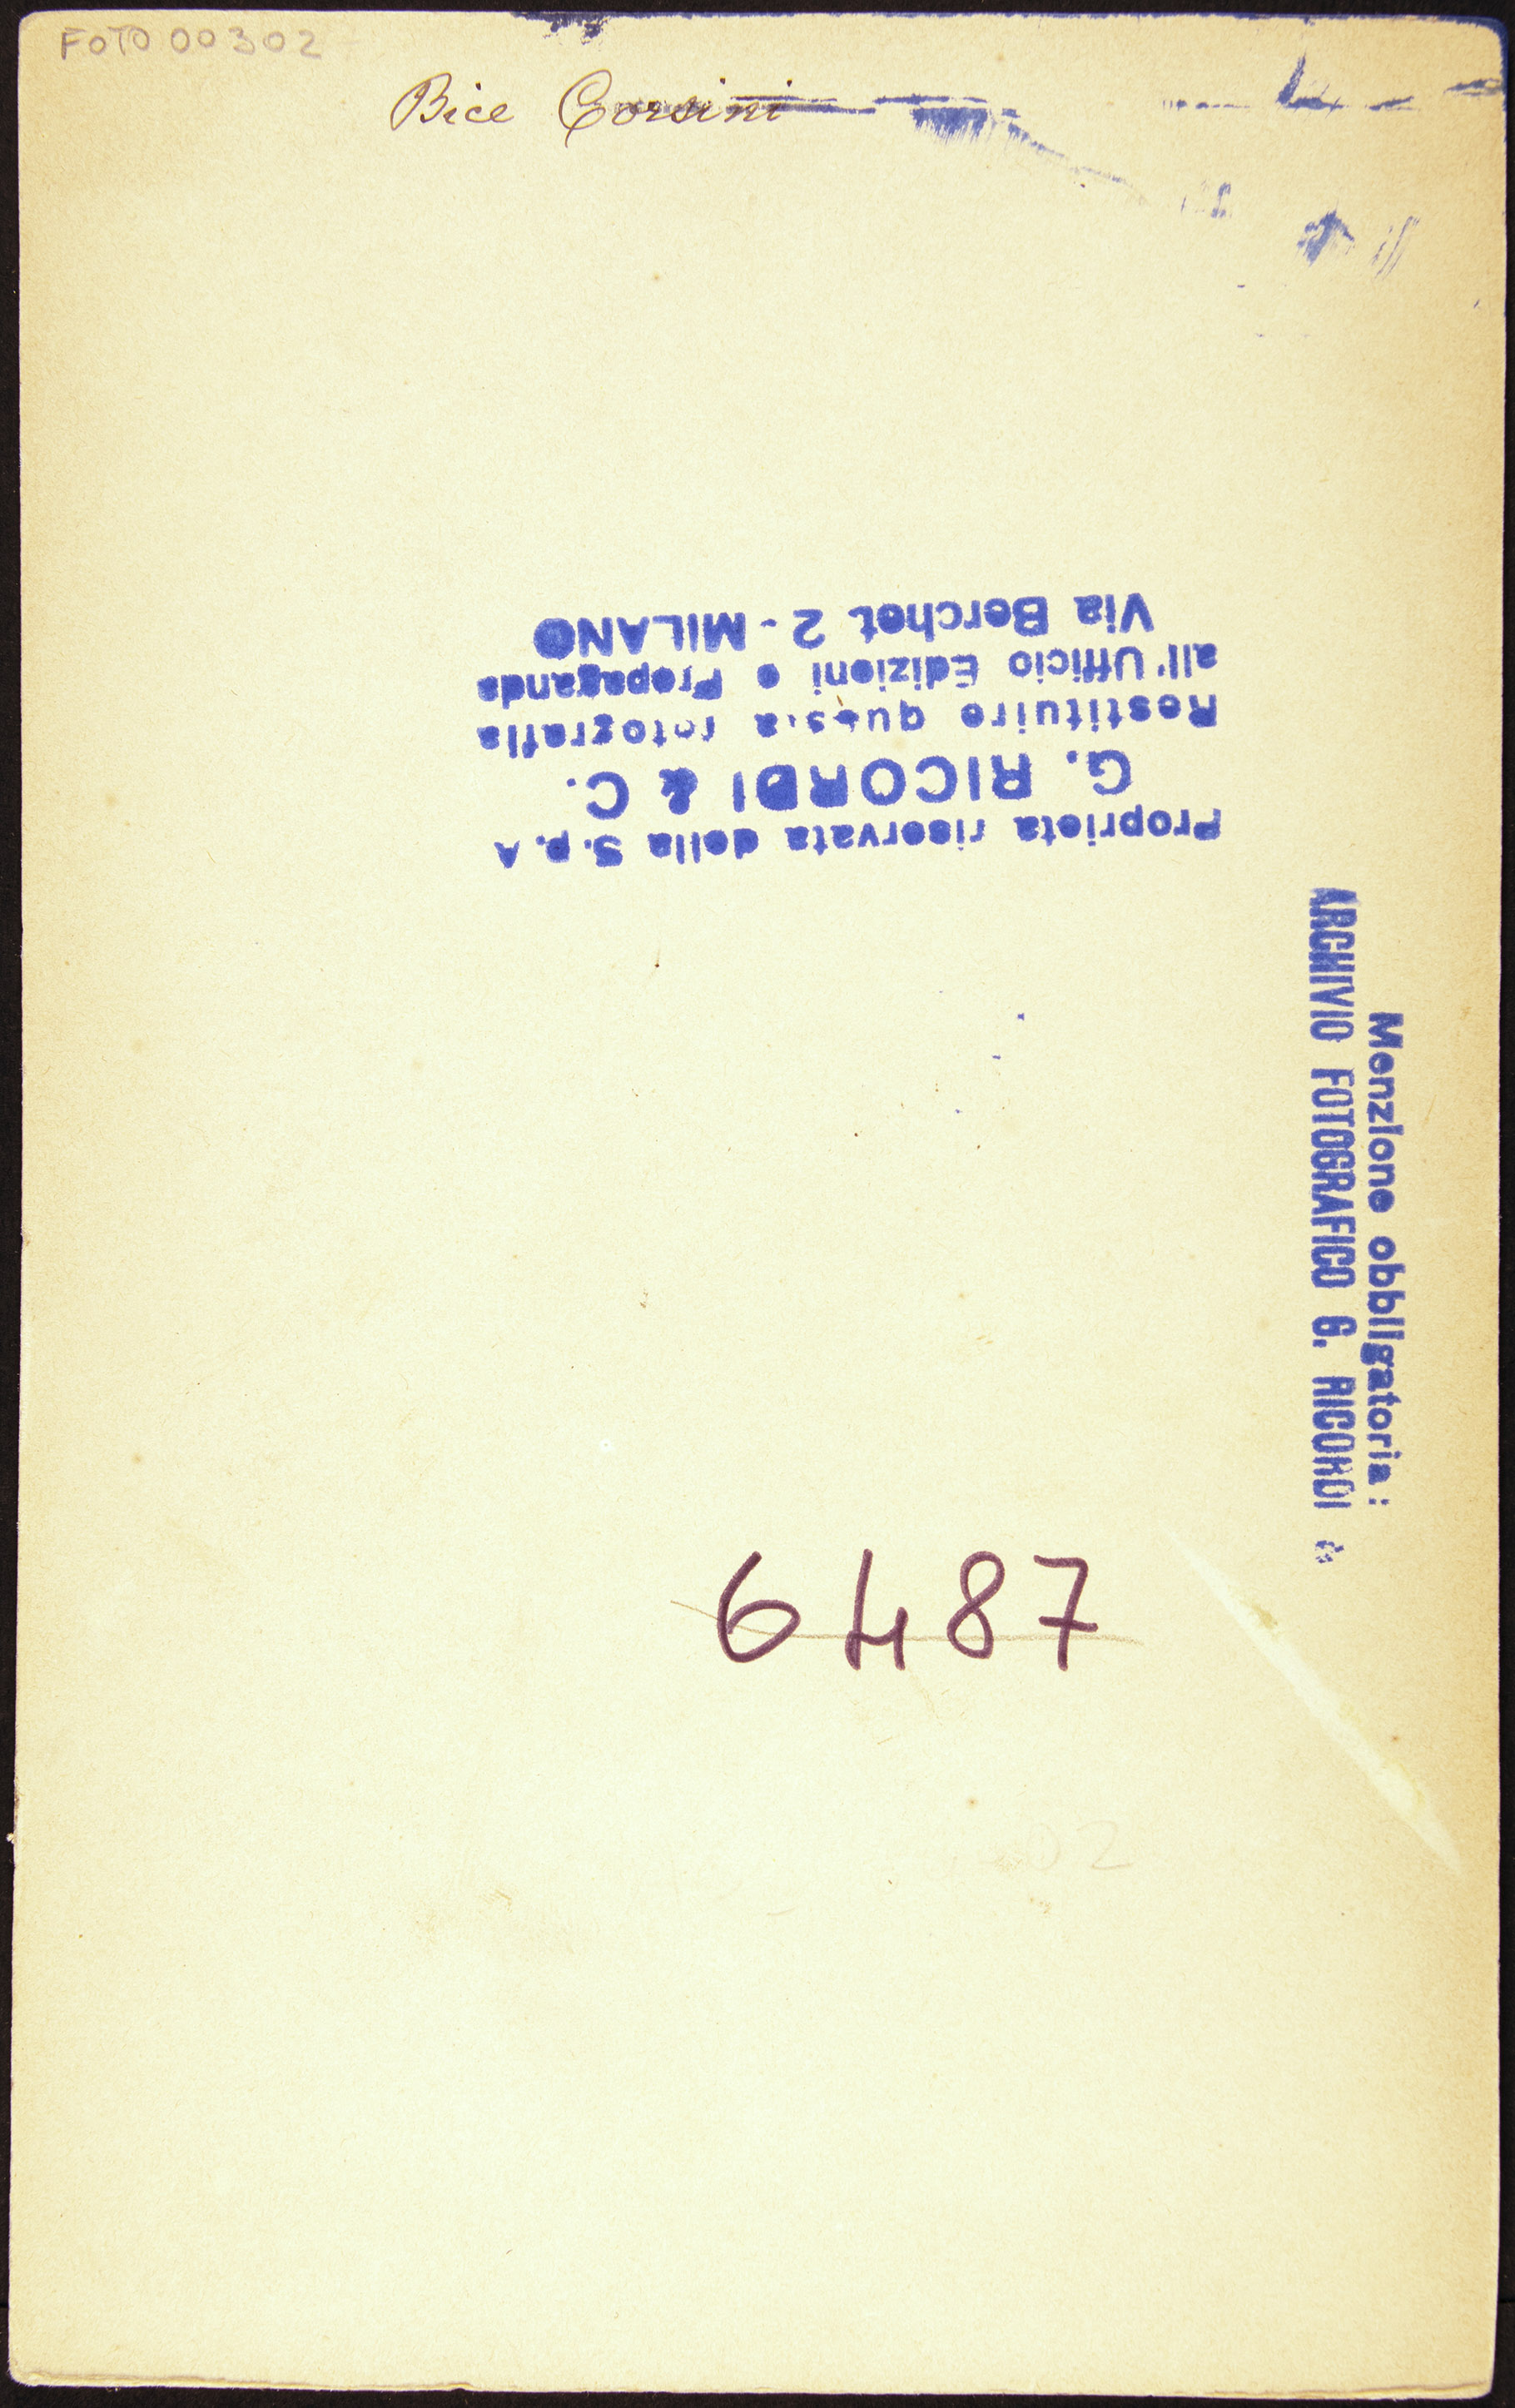 FOTO 00302
Bice Corsini
Proprieta riservata della S.p.A
G. RICORDI & C.
Restituire questa fotografia
all'Ufficio Edizioni e Propaganda
Via Berchet 2 - MILANO
Menzione obbligatoria:
ARCHIVIO FOTOGRAFICO G. RICORDI &
6487